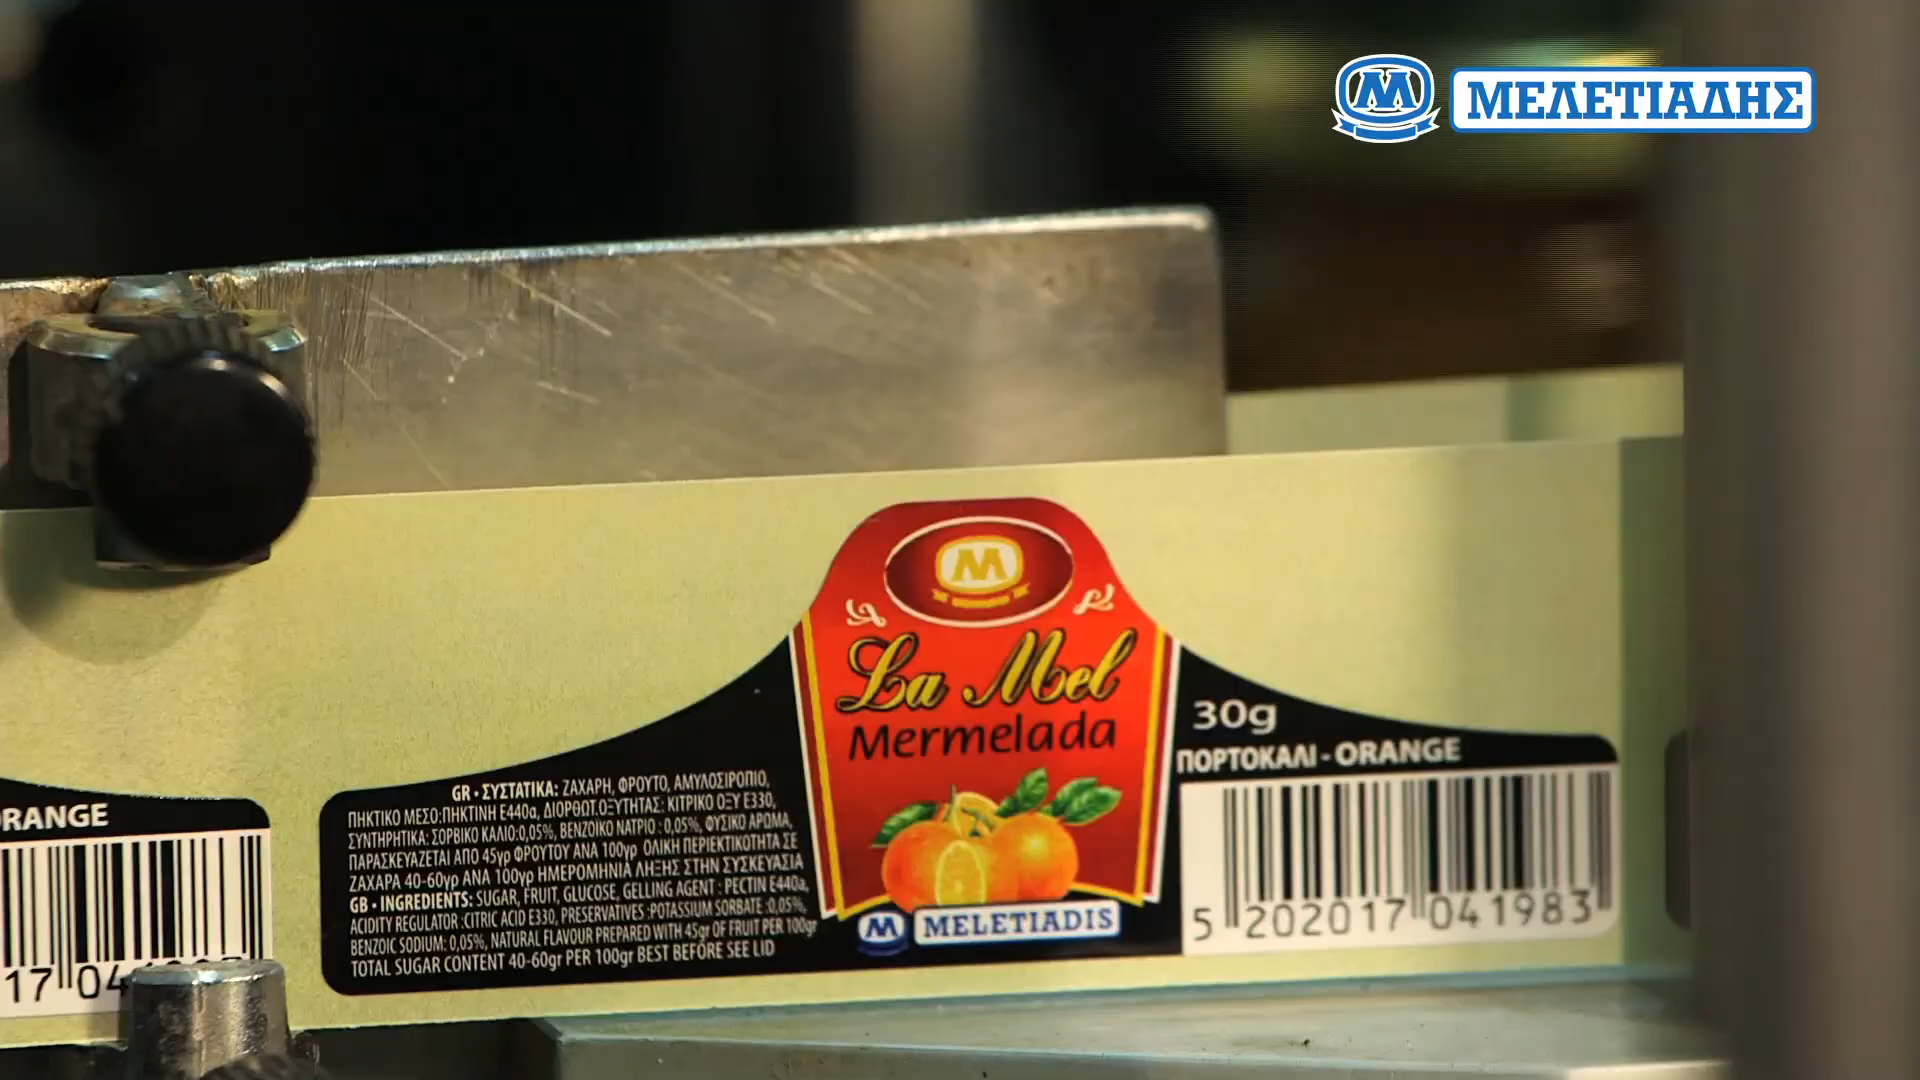 Μ ΜΕΛΕΤΙΑΔΗΣ
M
La Mel
Mermelada
30g
ΠΟΡΤΟΚΑΛΙ - ORANGE
GR • ΣΥΣΤΑΤΙΚΑ: ΖΑΧΑΡΗ, ΦΡΟΥΤΟ, ΑΜΥΛΟΣΙΡΟΠΙΟ,
ΠΗΚΤΙΚΟ ΜΕΣΟ:ΠΗΚΤΙΝΗ Ε440α, ΔΙΟΡΘΩΤ.ΟΞΥΤΗΤΑΣ: ΚΙΤΡΙΚΟ ΟΞΥ Ε330,
ΣΥΝΤΗΡΗΤΙΚΑ: ΣΟΡΒΙΚΟ ΚΑΛΙΟ:0,05%, ΒΕΝΖΟΪΚΟ ΝΑΤΡΙΟ : 0,05%, ΦΥΣΙΚΟ ΑΡΩΜΑ,
ΠΑΡΑΣΚΕΥΑΖΕΤΑΙ ΑΠΟ 45γρ ΦΡΟΥΤΟΥ ΑΝΑ 100γρ ΟΛΙΚΗ ΠΕΡΙΕΚΤΙΚΟΤΗΤΑ ΣΕ
ΖΑΧΑΡΑ 40-60γρ ΑΝΑ 100γρ ΗΜΕΡΟΜΗΝΙΑ ΛΗΞΗΣ ΣΤΗΝ ΣΥΣΚΕΥΑΣΙΑ
GB • INGREDIENTS: SUGAR, FRUIT, GLUCOSE, GELLING AGENT : PECTIN E440a,
ACIDITY REGULATOR :CITRIC ACID E330, PRESERVATIVES :POTASSIUM SORBATE :0,05%,
BENZOIC SODIUM: 0,05%, NATURAL FLAVOUR PREPARED WITH 45gr OF FRUIT PER 100gr
TOTAL SUGAR CONTENT 40-60gr PER 100gr BEST BEFORE SEE LID
M MELETIADIS
5 202017 041983
RANGE
17 04